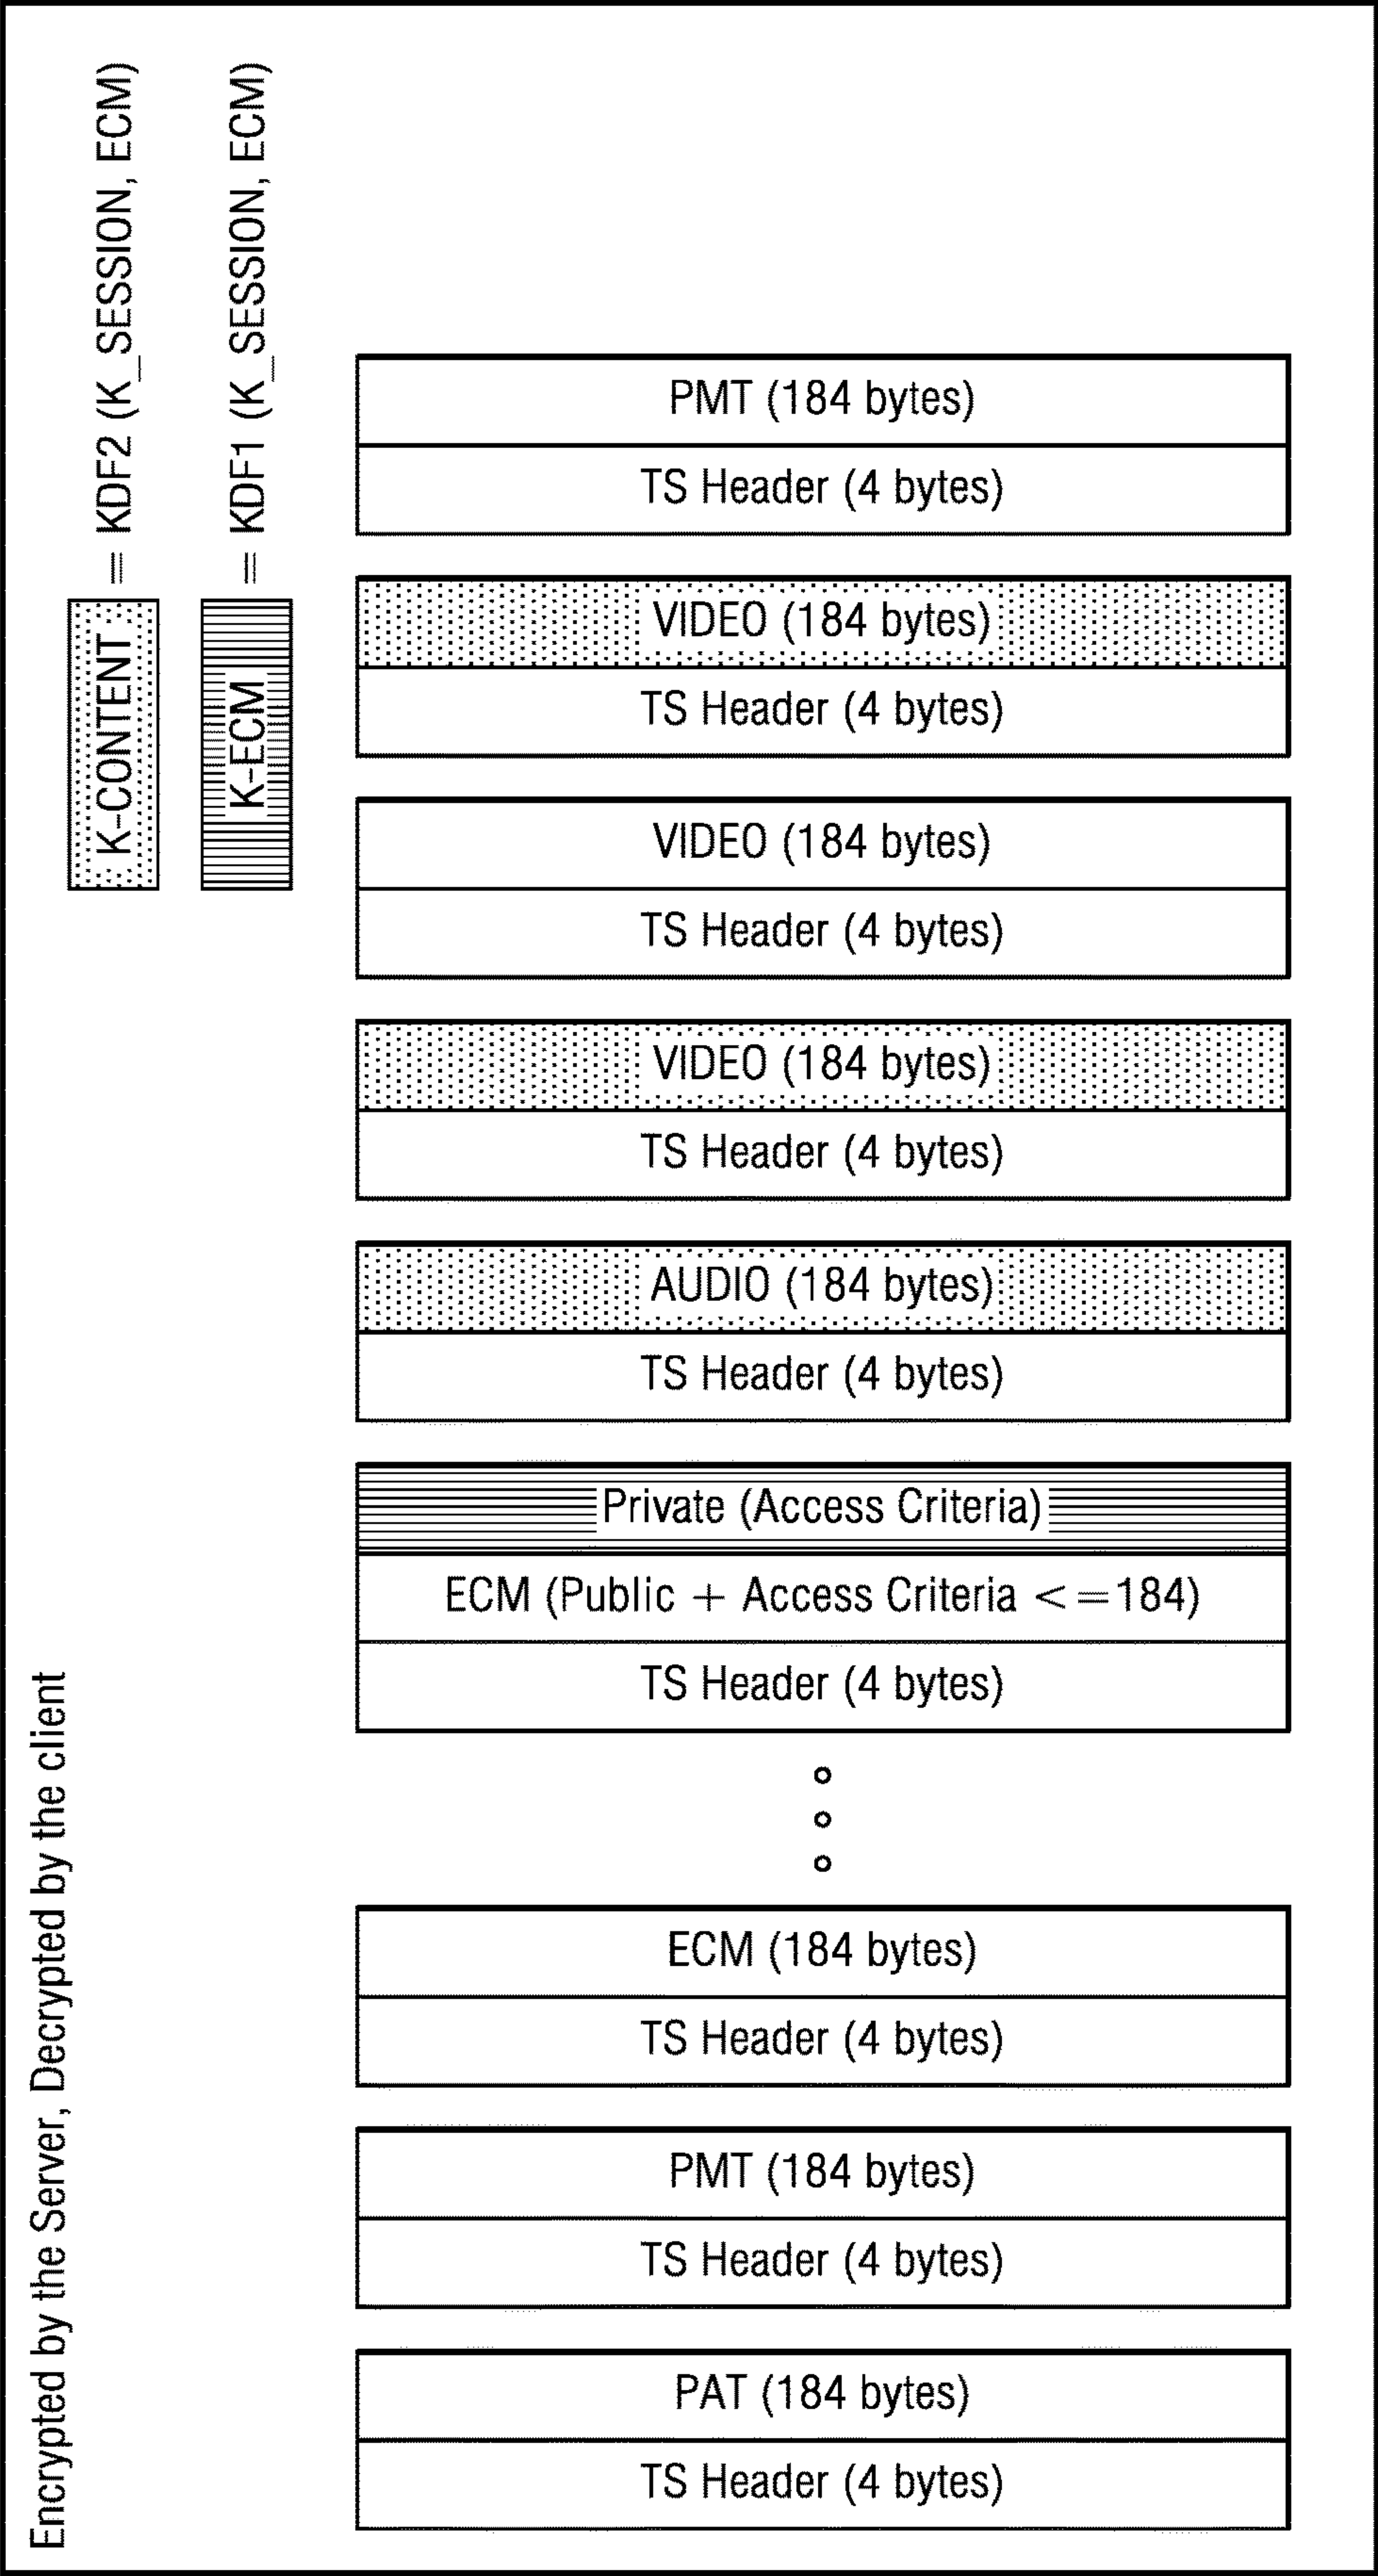 Encrypted by the Server, Decrypted by the client
K-CONTENT = KDF2 (K_SESSION, ECM)
K-ECM = KDF1 (K_SESSION, ECM)
PMT (184 bytes)
TS Header (4 bytes)
VIDEO (184 bytes)
TS Header (4 bytes)
VIDEO (184 bytes)
TS Header (4 bytes)
VIDEO (184 bytes)
TS Header (4 bytes)
AUDIO (184 bytes)
TS Header (4 bytes)
Private (Access Criteria)
ECM (Public + Access Criteria <=184)
TS Header (4 bytes)
ECM (184 bytes)
TS Header (4 bytes)
PMT (184 bytes)
TS Header (4 bytes)
PAT (184 bytes)
TS Header (4 bytes)